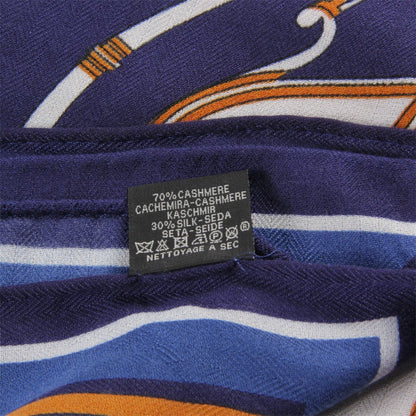 70% CASHMERE
CACHEMIRA-CASHMERE
KASCHMIR
30% SILK-SEDA
SETA-SEIDE
NETTOYAGE A SEC